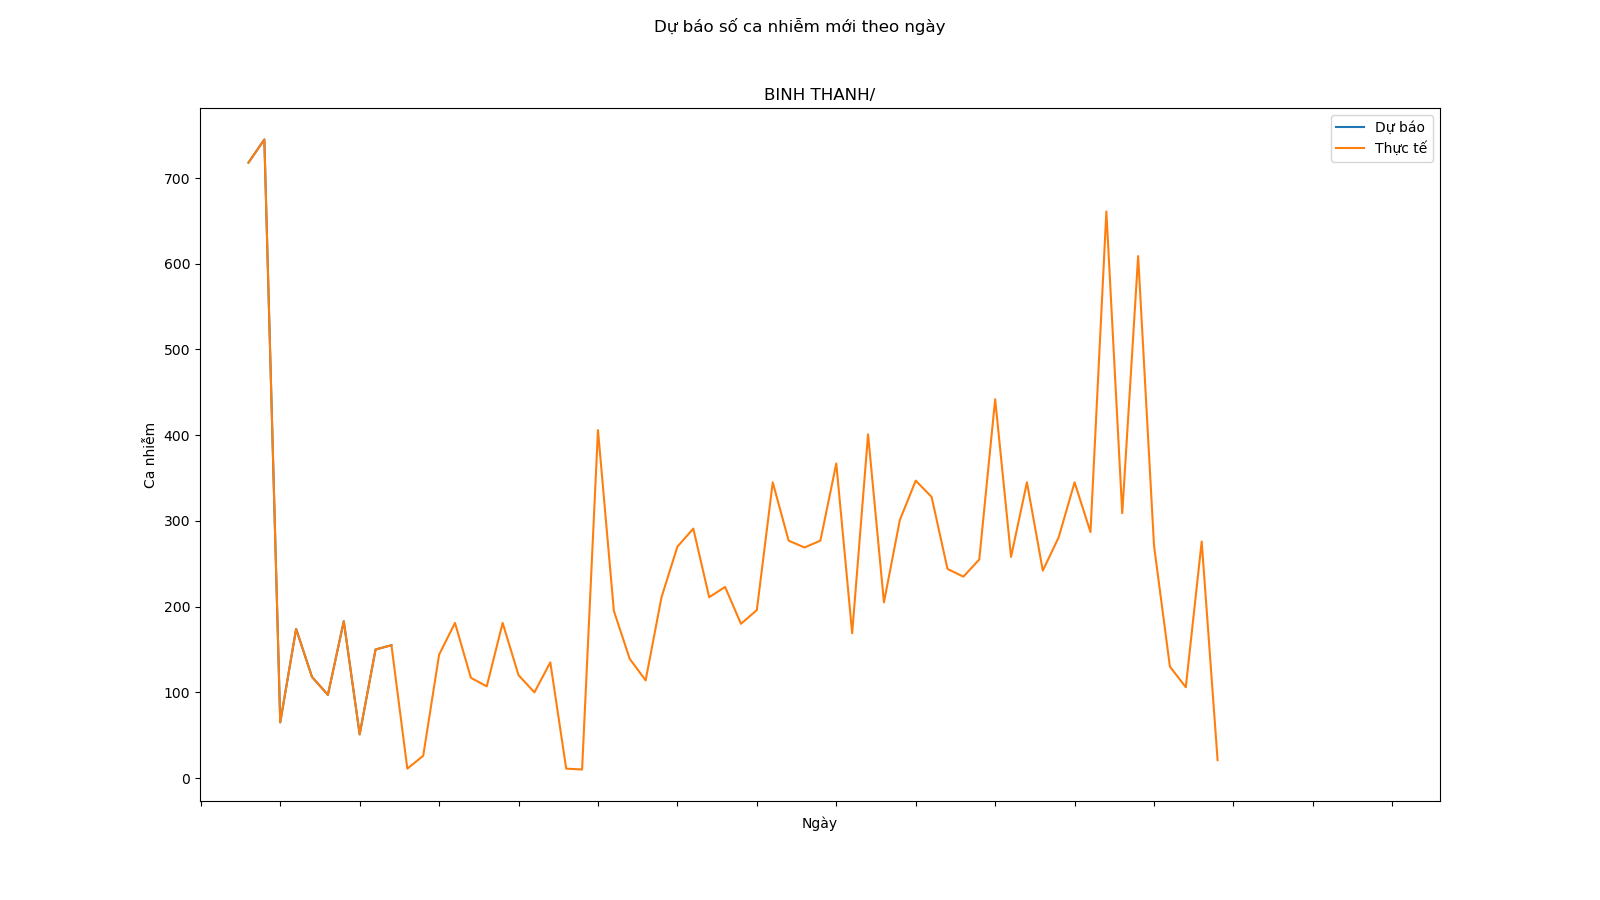 Dự báo số ca nhiễm mới theo ngày
BINH THANH/
Dự báo
Thực tế
700
600
500
400
300
200
100
0
Ca nhiễm
Ngày